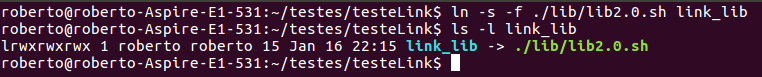 roberto@roberto-Aspire-E1-531:~/testes/testeLink$ ln -s -f ./lib/lib2.0.sh link_lib
roberto@roberto-Aspire-E1-531:~/testes/testeLink$ ls -l link_lib
lrwxrwxrwx 1 roberto roberto 15 Jan 16 22:15 link_lib -> ./lib/lib2.0.sh
roberto@roberto-Aspire-E1-531:~/testes/testeLink$